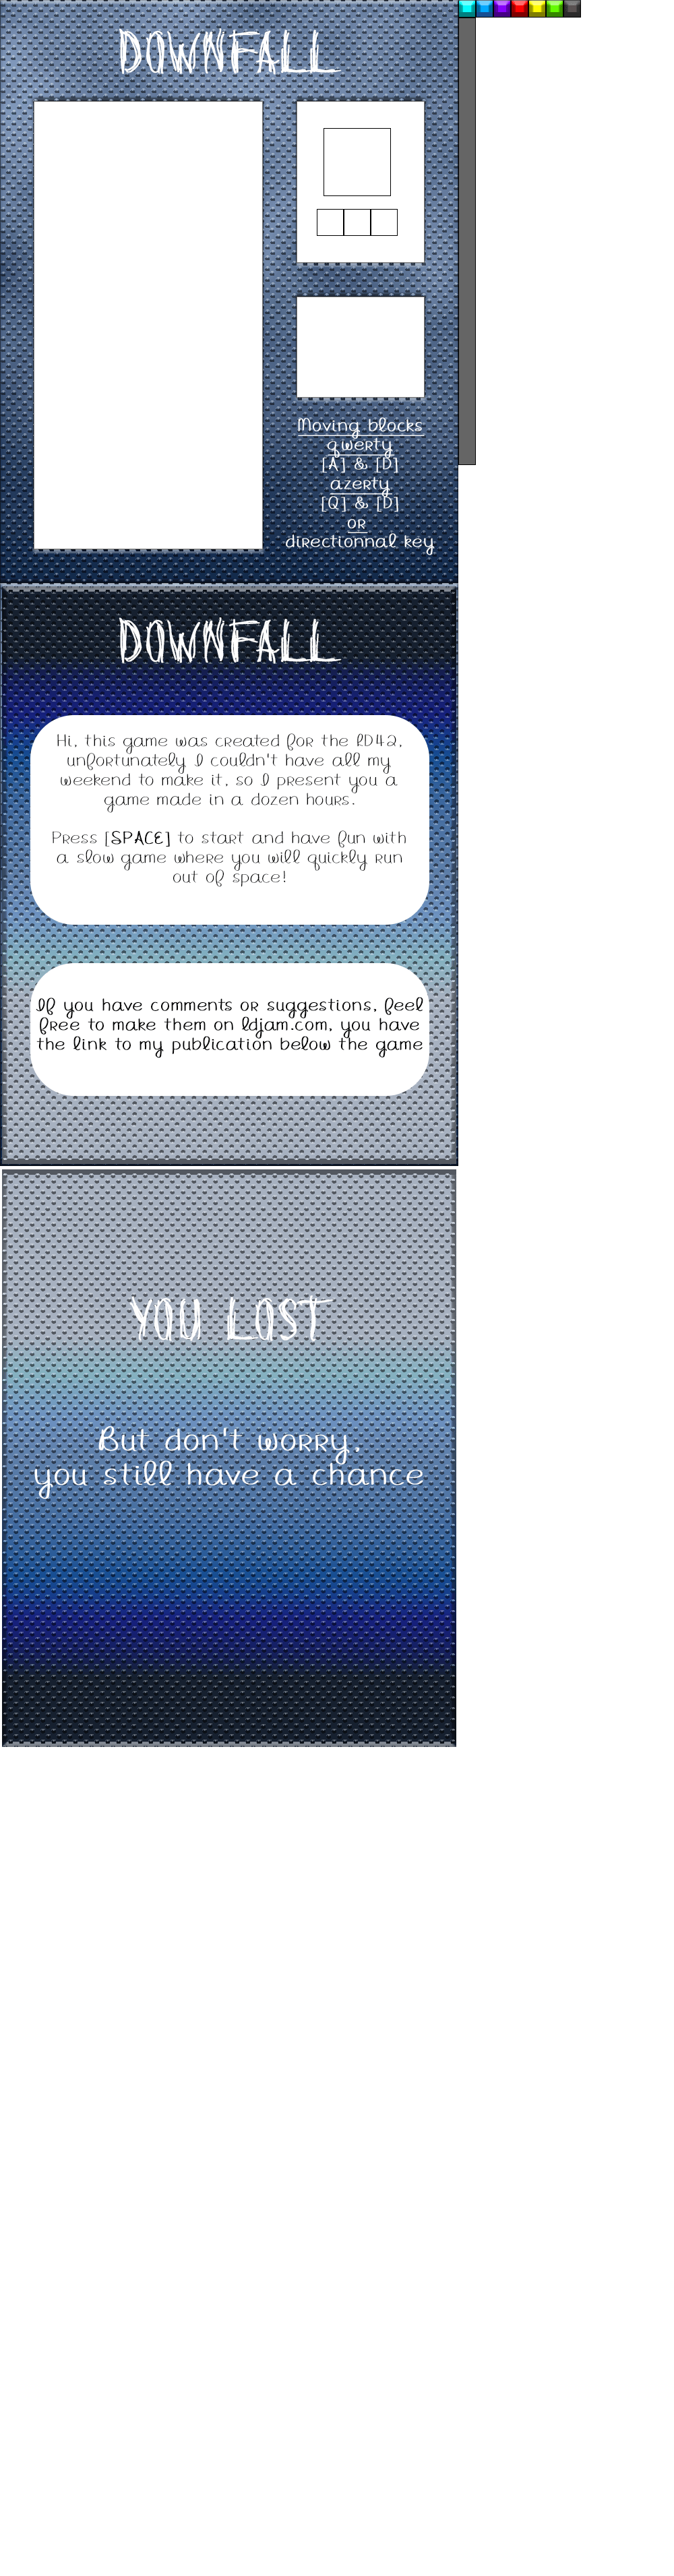 DOWNFALL
Moving blocks
qwerty
[A] & [D]
azerty
[Q] & [D]
or
directionnal key
DOWNFALL
Hi, this game was created for the LD42,
unfortunately I couldn't have all my
weekend to make it, so I present you a
game made in a dozen hours.
Press [SPACE] to start and have fun with
a slow game where you will quickly run
out of space!
If you have comments or suggestions, feel
free to make them on ldjam.com, you have
the link to my publication below the game
YOU LOST
But don't worry,
you still have a chance